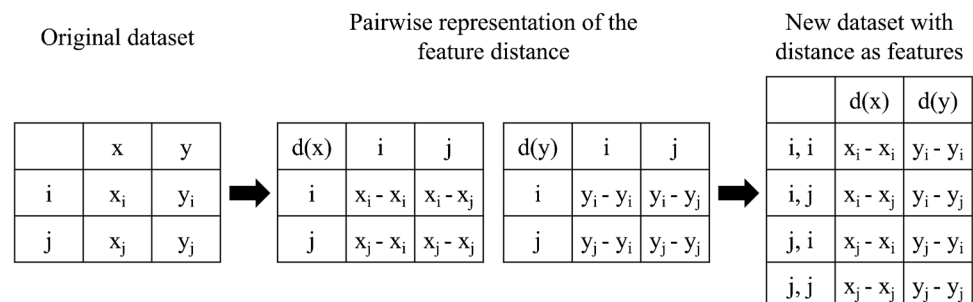 Original dataset
Pairwise representation of the
feature distance
New dataset with
distance as features
x y
i xᵢ yᵢ
j xⱼ yⱼ
d(x) i j
i xᵢ - xᵢ xᵢ - xⱼ
j xⱼ - xᵢ xⱼ - xⱼ
d(y) i j
i yᵢ - yᵢ yᵢ - yⱼ
j yⱼ - yᵢ yⱼ - yⱼ
d(x) d(y)
i, i xᵢ - xᵢ yᵢ - yᵢ
i, j xᵢ - xⱼ yᵢ - yⱼ
j, i xⱼ - xᵢ yⱼ - yᵢ
j, j xⱼ - xⱼ yⱼ - yⱼ